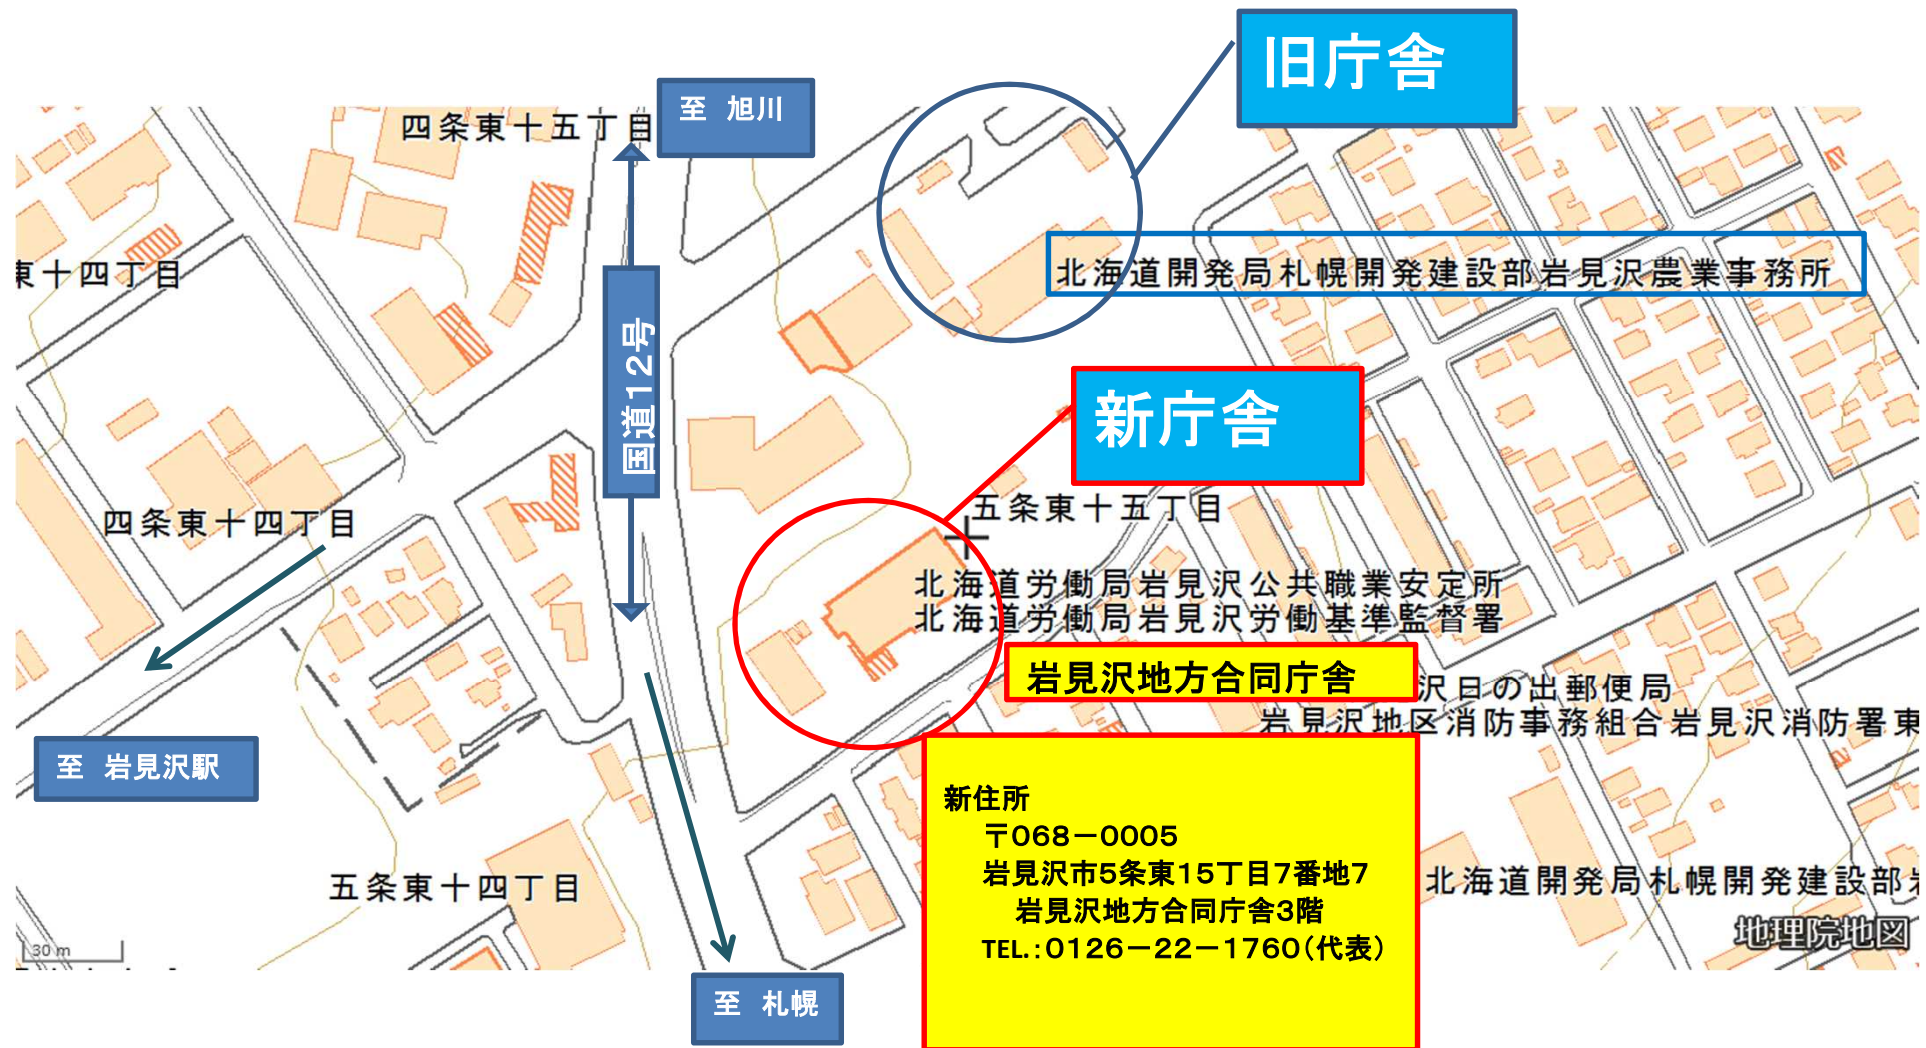 旧庁舎
至 旭川
四条東十五丁目
東十四丁目
北海道開発局札幌開発建設部岩見沢農業事務所
国道12号
新庁舎
四条東十四丁目
五条東十五丁目
北海道労働局岩見沢公共職業安定所
北海道労働局岩見沢労働基準監督署
岩見沢地方合同庁舎
沢日の出郵便局
岩見沢地区消防事務組合岩見沢消防署東
至 岩見沢駅
新住所
〒068-0005
岩見沢市5条東15丁目7番地7
岩見沢地方合同庁舎3階
TEL.:0126-22-1760(代表)
五条東十四丁目
北海道開発局札幌開発建設部岩
地理院地図
30 m
至 札幌